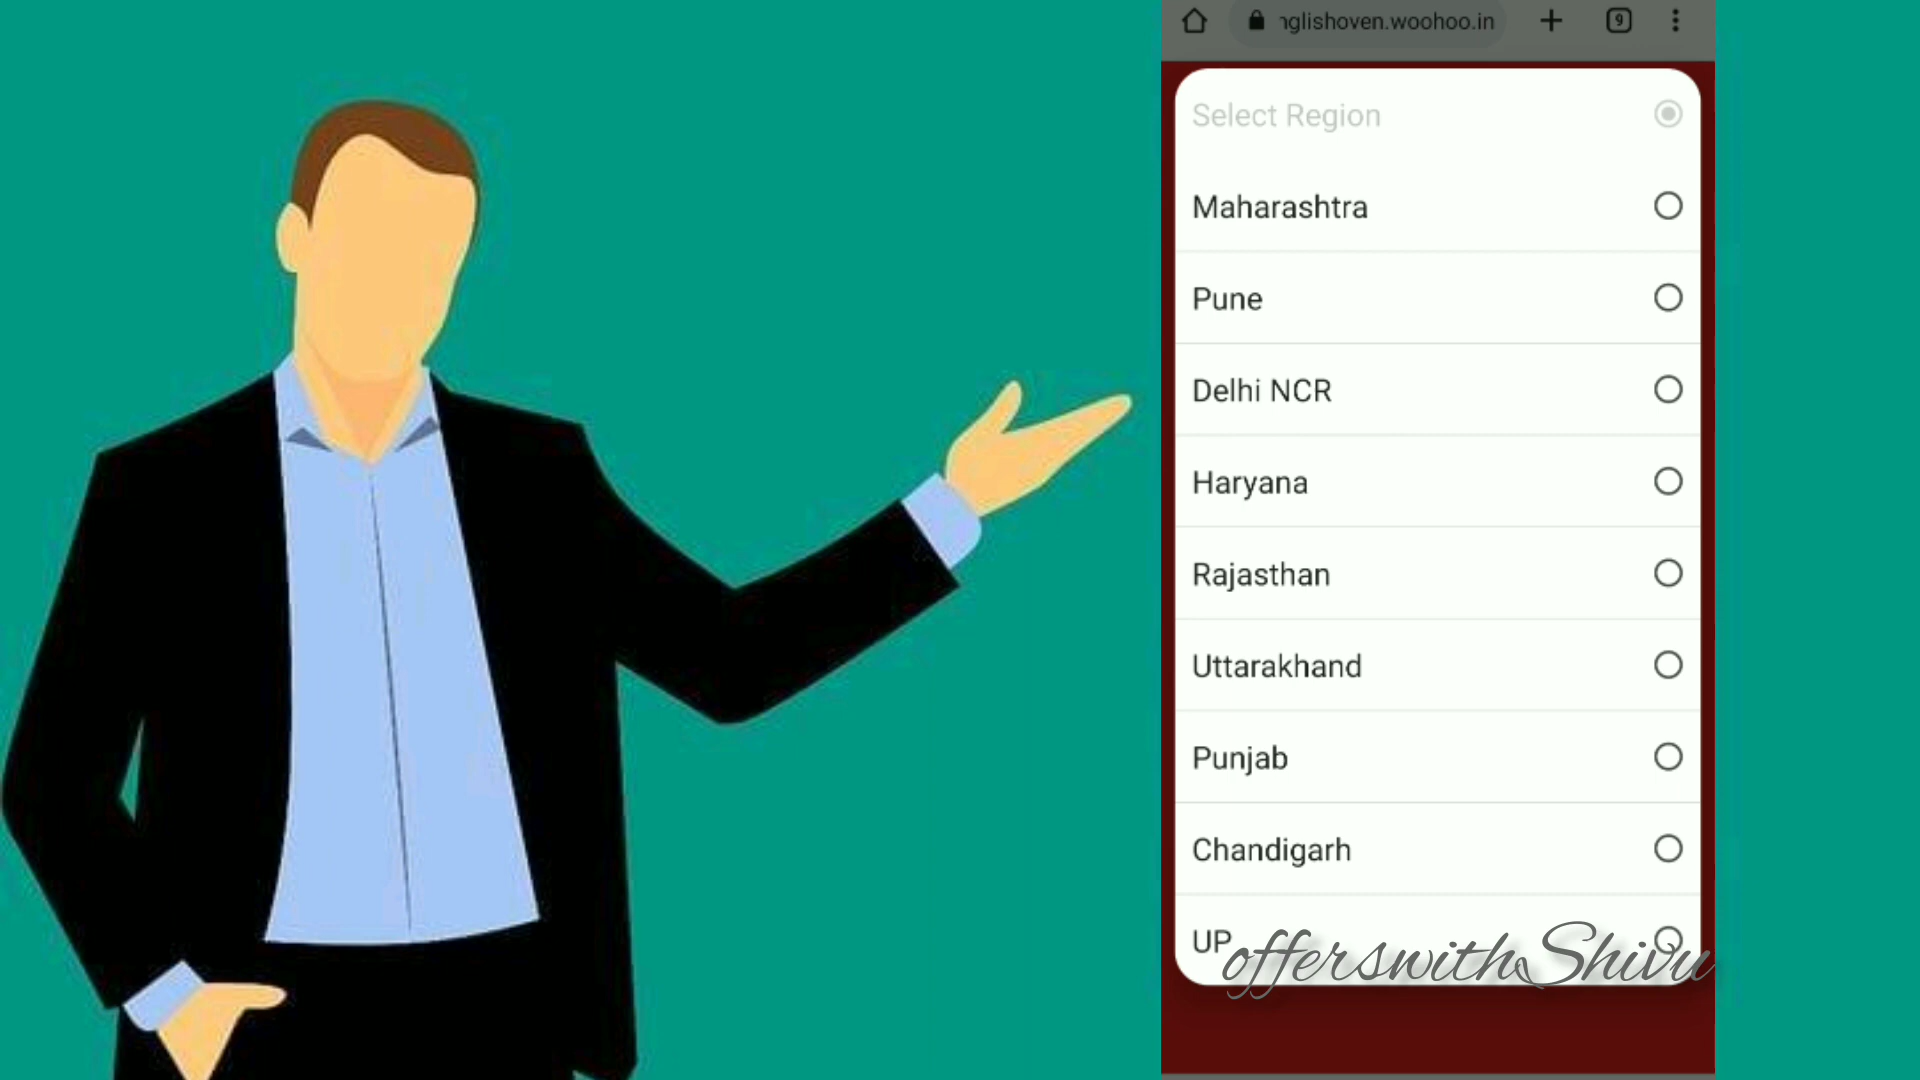 nglishoven.woohoo.in
9
Select Region
Maharashtra
Pune
Delhi NCR
Haryana
Rajasthan
Uttarakhand
Punjab
Chandigarh
UP
offerswithShivu